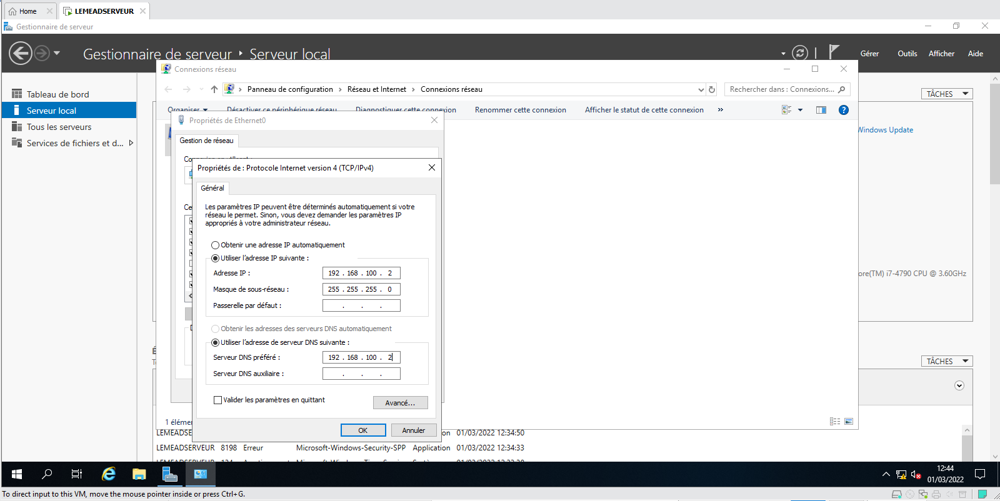 Home
LEMEADSERVEUR
Gestionnaire de serveur
Gestionnaire de serveur
Serveur local
Gérer
Outils
Afficher
Aide
Connexions réseau
Panneau de configuration
Réseau et Internet
Connexions réseau
Rechercher dans : Connexions...
Tableau de bord
Serveur local
Tous les serveurs
Services de fichiers et d...
TÂCHES
Organiser
Désactiver ce périphérique réseau
Diagnostiquer cette connexion
Renommer cette connexion
Afficher le statut de cette connexion
»
Propriétés de Ethernet0
Windows Update
Gestion de réseau
Propriétés de : Protocole Internet version 4 (TCP/IPv4)
Général
Les paramètres IP peuvent être déterminés automatiquement si votre
réseau le permet. Sinon, vous devez demander les paramètres IP
appropriés à votre administrateur réseau.
Obtenir une adresse IP automatiquement
Utiliser l'adresse IP suivante :
Adresse IP :
192 . 168 . 100 . 2
Masque de sous-réseau :
255 . 255 . 255 . 0
Passerelle par défaut :
. . .
ore(TM) i7-4790 CPU @ 3.60GHz
Obtenir les adresses des serveurs DNS automatiquement
Utiliser l'adresse de serveur DNS suivante :
Serveur DNS préféré :
192 . 168 . 100 . 2
Serveur DNS auxiliaire :
. . .
TÂCHES
Valider les paramètres en quittant
Avancé...
OK
Annuler
1 élémen
LEMEADSE
on 01/03/2022 12:34:50
LEMEADSERVEUR 8198 Erreur Microsoft-Windows-Security-SPP Application 01/03/2022 12:34:33
12:44
01/03/2022
To direct input to this VM, move the mouse pointer inside or press Ctrl+G.